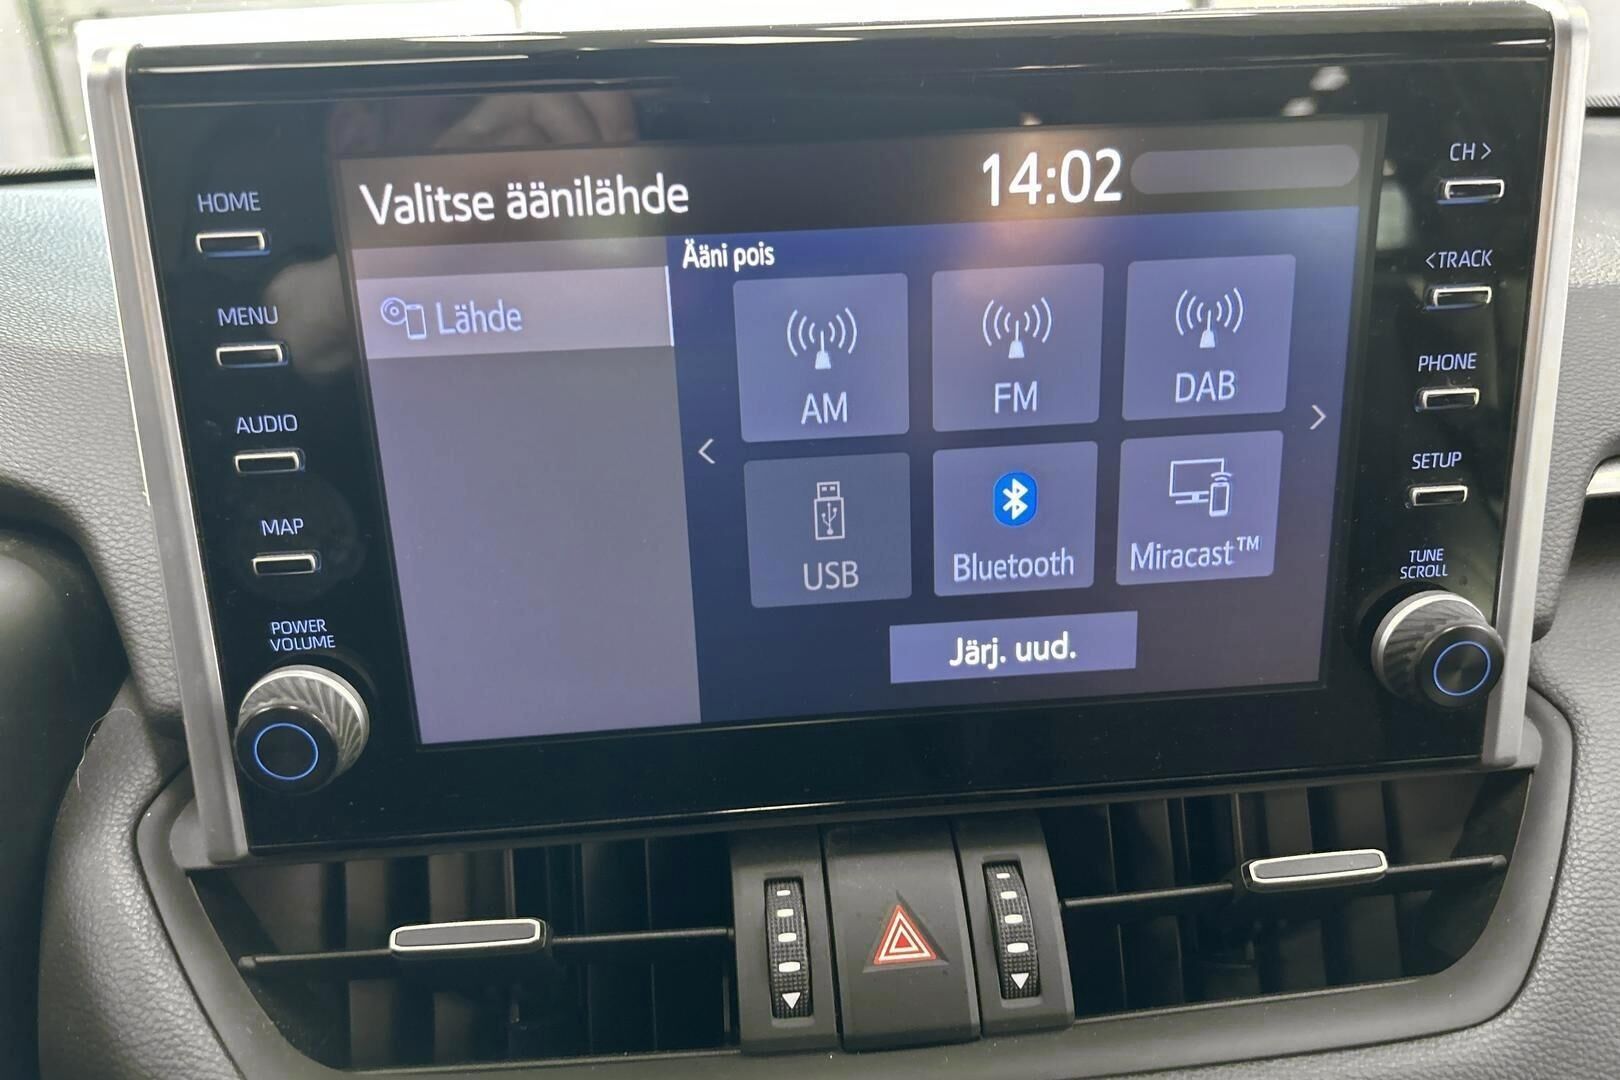 HOME
MENU
AUDIO
MAP
POWER
VOLUME
Valitse äänilähde
14:02
Lähde
Ääni pois
AM
FM
DAB
USB
Bluetooth
Miracast™
Järj. uud.
CH>
<TRACK
PHONE
SETUP
TUNE
SCROLL